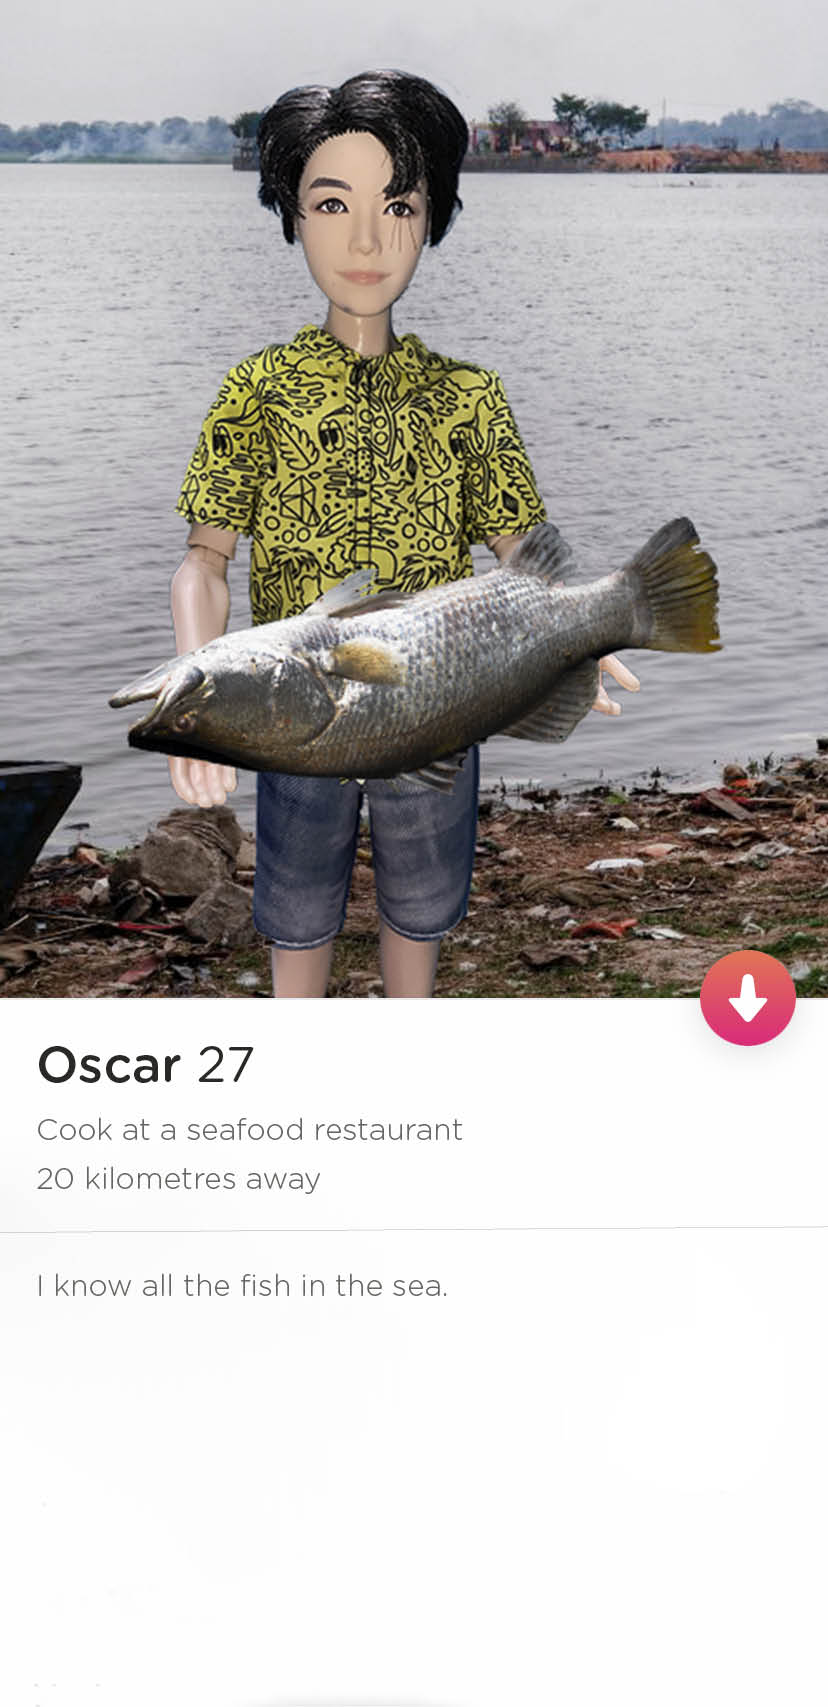 Oscar 27
Cook at a seafood restaurant
20 kilometres away
I know all the fish in the sea.